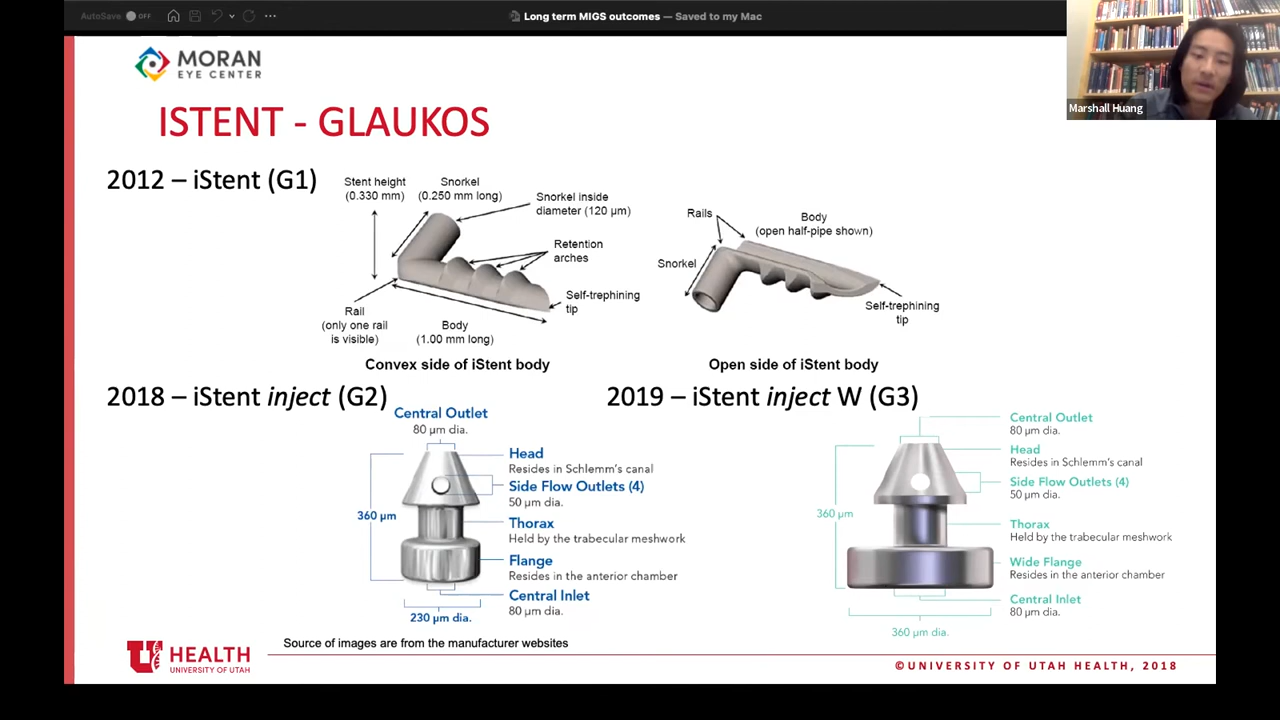 AutoSave OFF
Long term MIGS outcomes — Saved to my Mac
Marshall Huang
MORAN
EYE CENTER
ISTENT - GLAUKOS
2012 – iStent (G1)
Stent height
(0.330 mm)
Snorkel
(0.250 mm long)
Snorkel inside
diameter (120 µm)
Retention
arches
Self-trephining
tip
Rail
(only one rail
is visible)
Body
(1.00 mm long)
Convex side of iStent body
Rails
Body
(open half-pipe shown)
Snorkel
Self-trephining
tip
Open side of iStent body
2018 – iStent inject (G2)
Central Outlet
80 µm dia.
Head
Resides in Schlemm's canal
Side Flow Outlets (4)
50 µm dia.
360 µm
Thorax
Held by the trabecular meshwork
Flange
Resides in the anterior chamber
Central Inlet
80 µm dia.
230 µm dia.
2019 – iStent inject W (G3)
Central Outlet
80 µm dia.
Head
Resides in Schlemm's canal
Side Flow Outlets (4)
50 µm dia.
360 µm
Thorax
Held by the trabecular meshwork
Wide Flange
Resides in the anterior chamber
Central Inlet
80 µm dia.
360 µm dia.
Source of images are from the manufacturer websites
U HEALTH
UNIVERSITY OF UTAH
©UNIVERSITY OF UTAH HEALTH, 2018